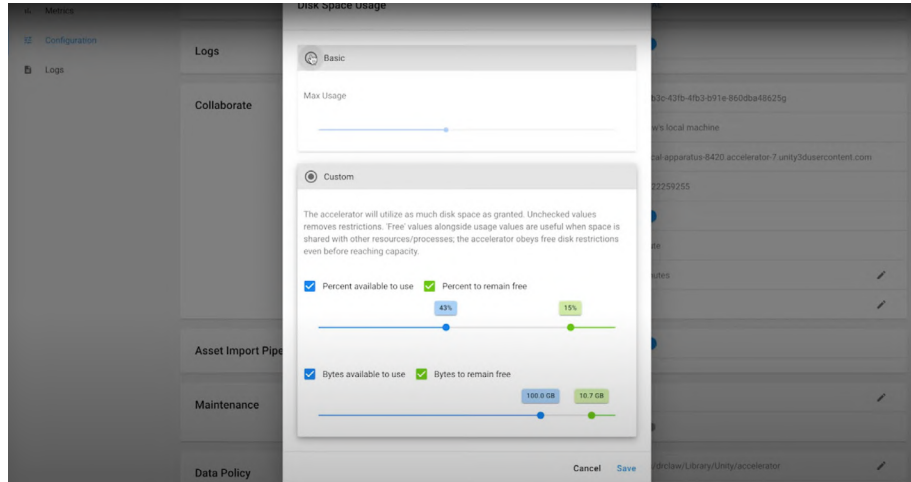 Metrics
Disk Space Usage
Configuration
Logs
Logs
Basic
Collaborate
Max Usage
b3c-43fb-4fb3-b91e-860dba48625g
w's local machine
cal-apparatus-8420.accelerator-7.unity3dusercontent.com
22259255
Custom
The accelerator will utilize as much disk space as granted. Unchecked values
removes restrictions. 'Free' values alongside usage values are useful when space is
shared with other resources/processes; the accelerator obeys free disk restrictions
even before reaching capacity.
ute
nutes
Percent available to use Percent to remain free
43% 15%
Asset Import Pipe
Bytes available to use Bytes to remain free
100.0 GB 10.7 GB
Maintenance
Cancel Save
Data Policy
/drclaw/Library/Unity/accelerator